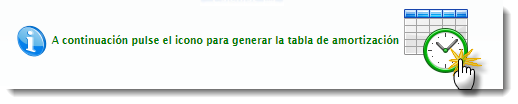 A continuación pulse el icono para generar la tabla de amortización